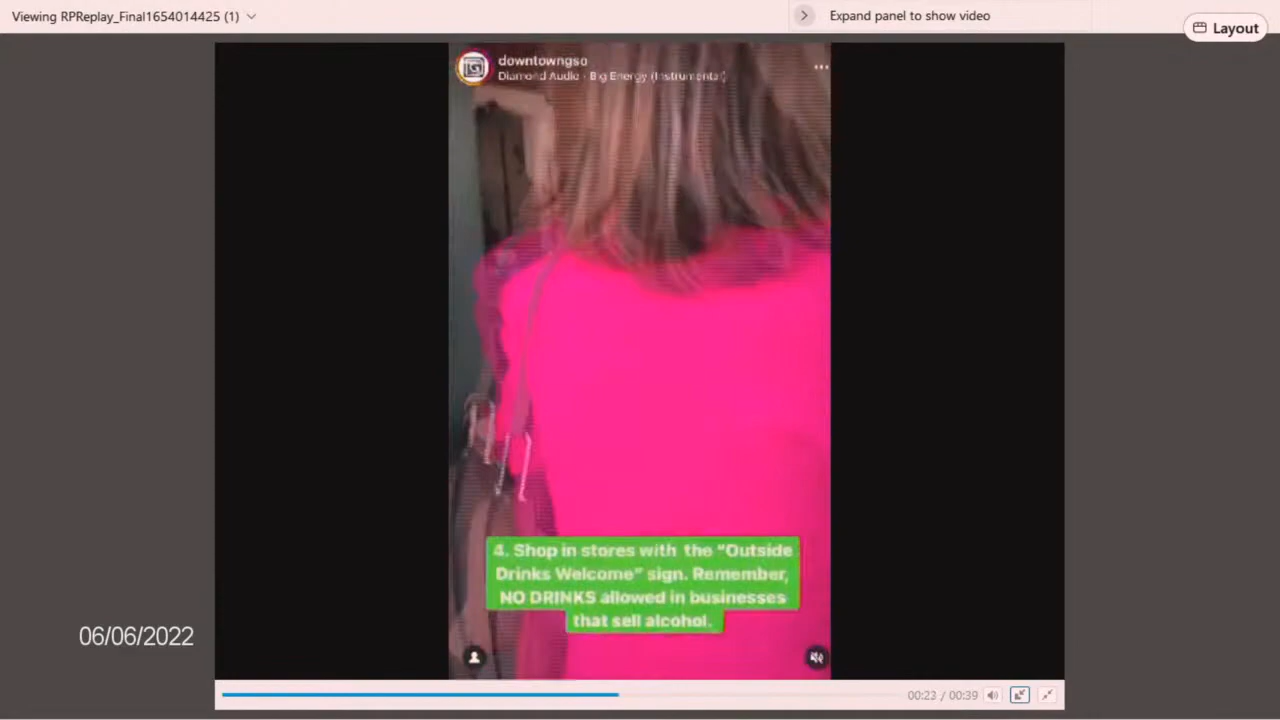 Viewing RPReplay_Final1654014425 (1)
Expand panel to show video
Layout
downtowngso
Diamond Audio · Big Energy (Instrumental)
4. Shop in stores with the "Outside
Drinks Welcome" sign. Remember,
NO DRINKS allowed in businesses
that sell alcohol.
06/06/2022
00:23 / 00:39